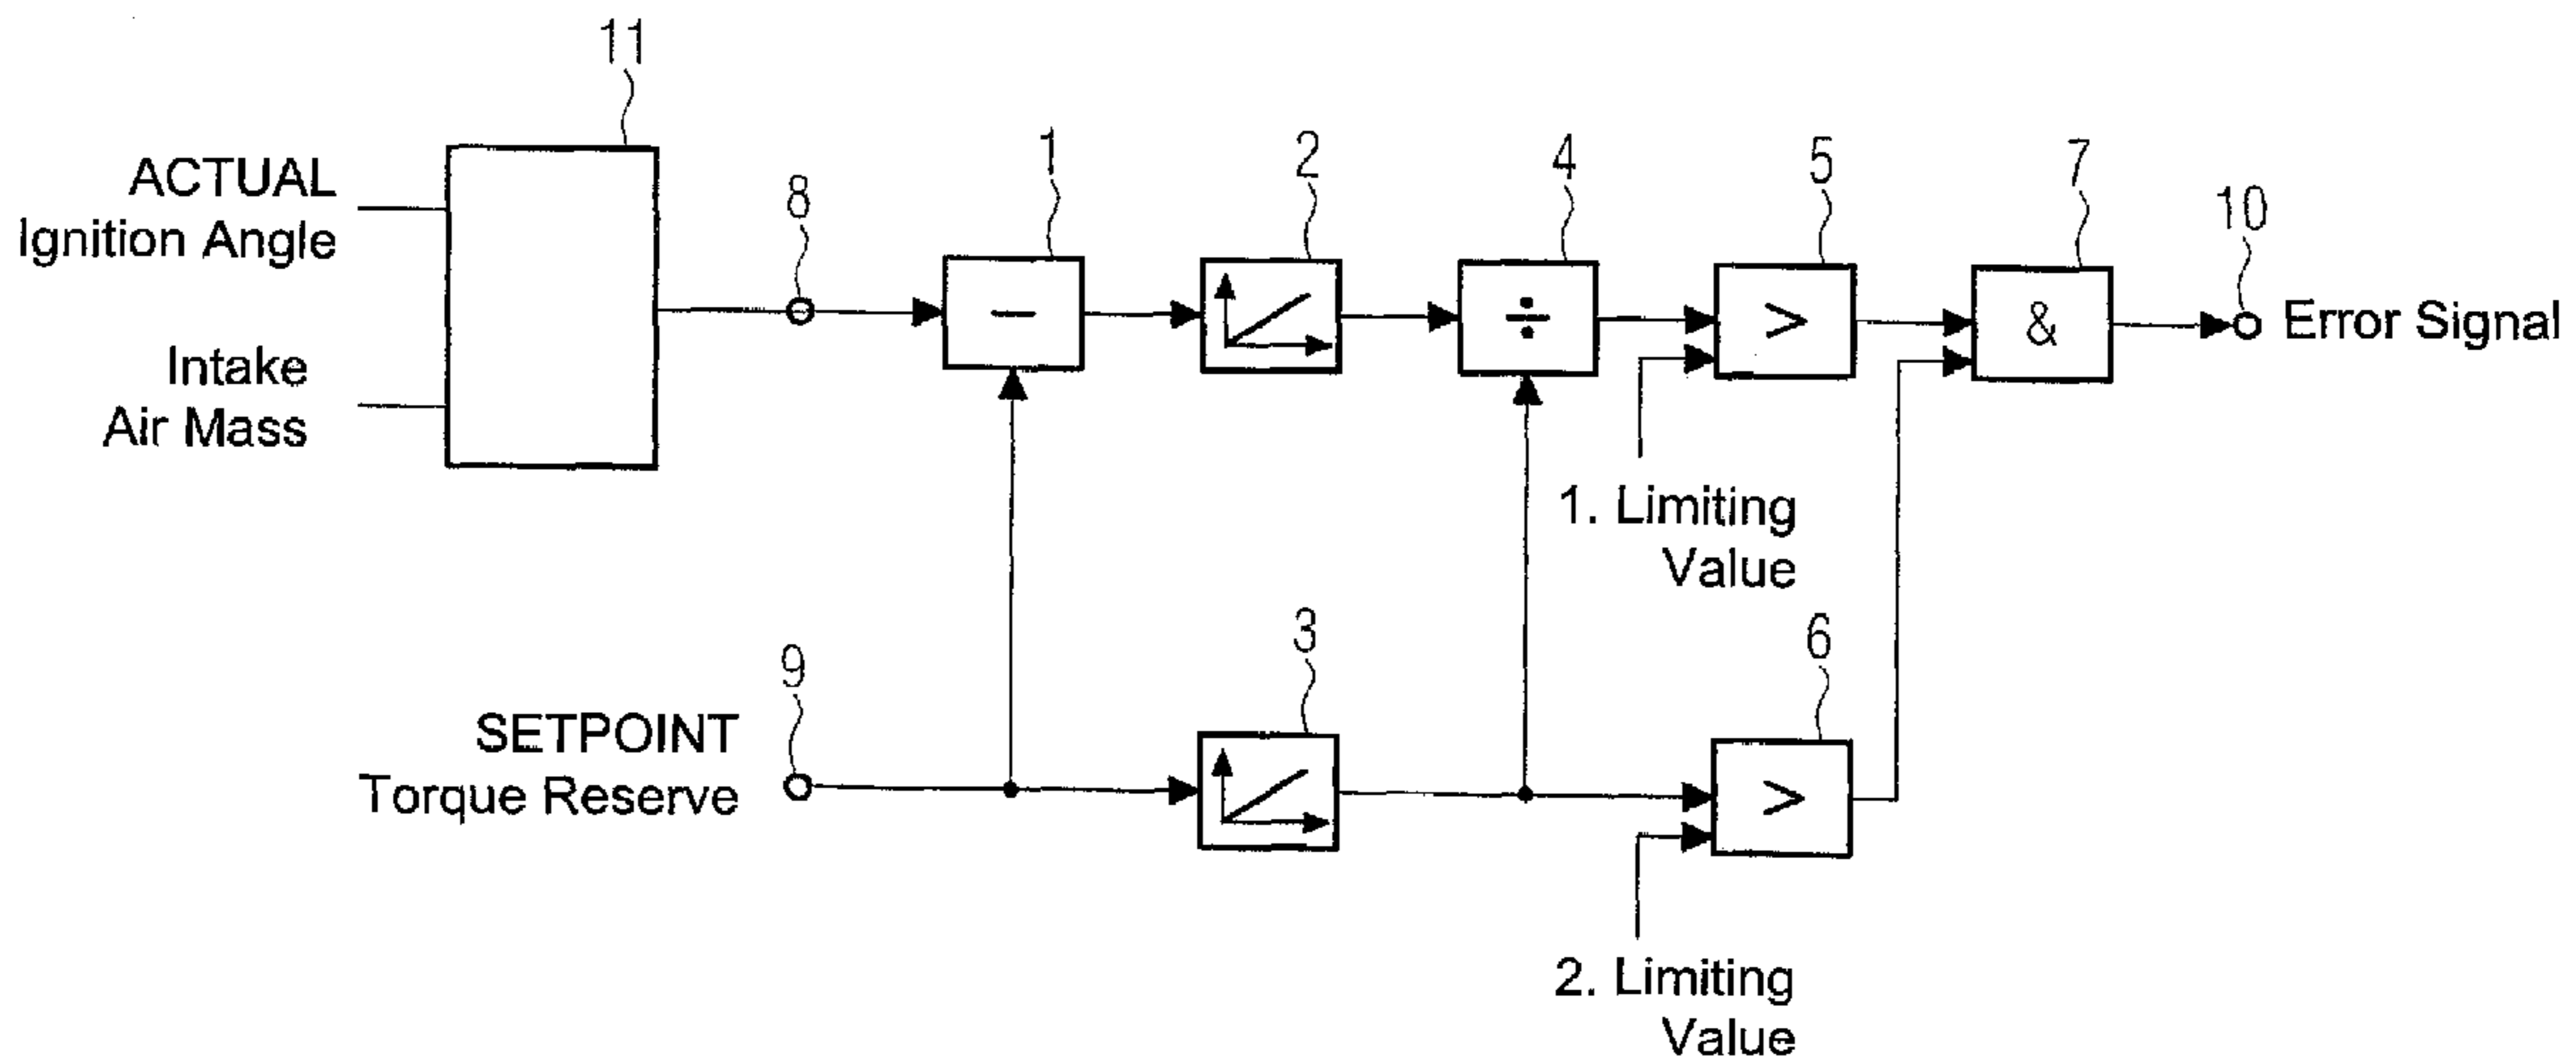 11
ACTUAL
Ignition Angle
Intake
Air Mass
8
1
2
4
5
7
10
−
÷
>
&
Error Signal
1. Limiting
Value
9
SETPOINT
Torque Reserve
3
6
>
2. Limiting
Value